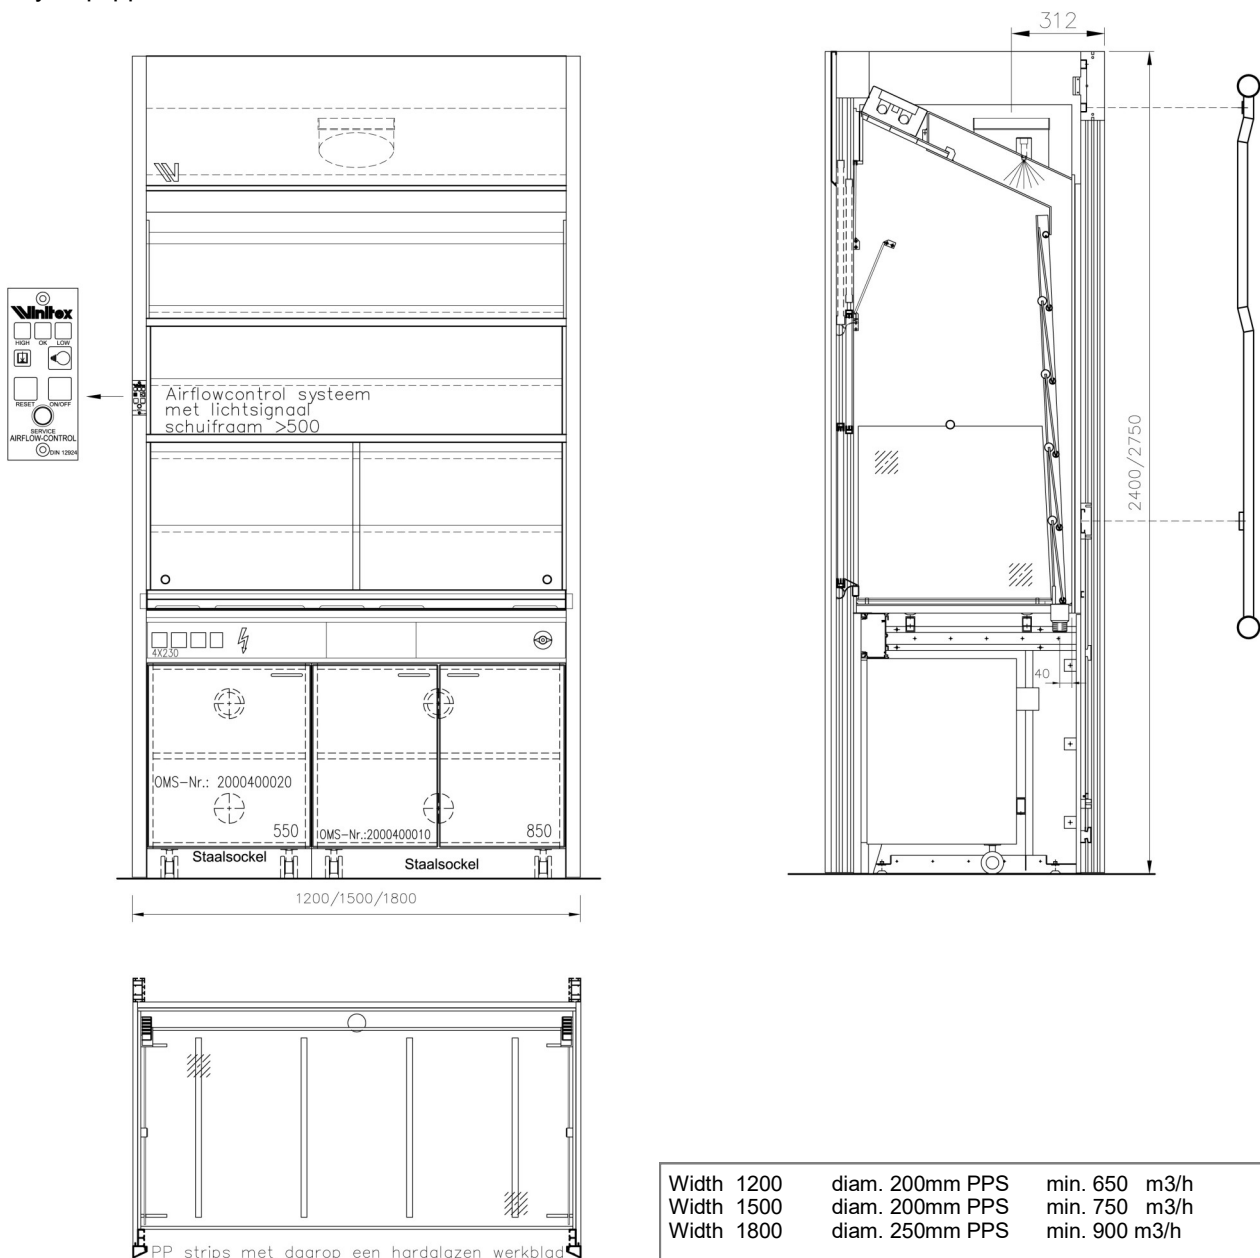 312
2400/2750
40
Winitex
HIGH OK LOW
RESET ON/OFF
SERVICE
AIRFLOW-CONTROL
DIN 12924
Airflowcontrol systeem
met lichtsignaal
schuifraam >500
4X230
OMS-Nr.: 2000400020
550
OMS-Nr.:2000400010
850
Staalsockel
Staalsockel
1200/1500/1800
PP strips met daarop een hardglazen werkblad
Width 1200 diam. 200mm PPS min. 650 m3/h
Width 1500 diam. 200mm PPS min. 750 m3/h
Width 1800 diam. 250mm PPS min. 900 m3/h